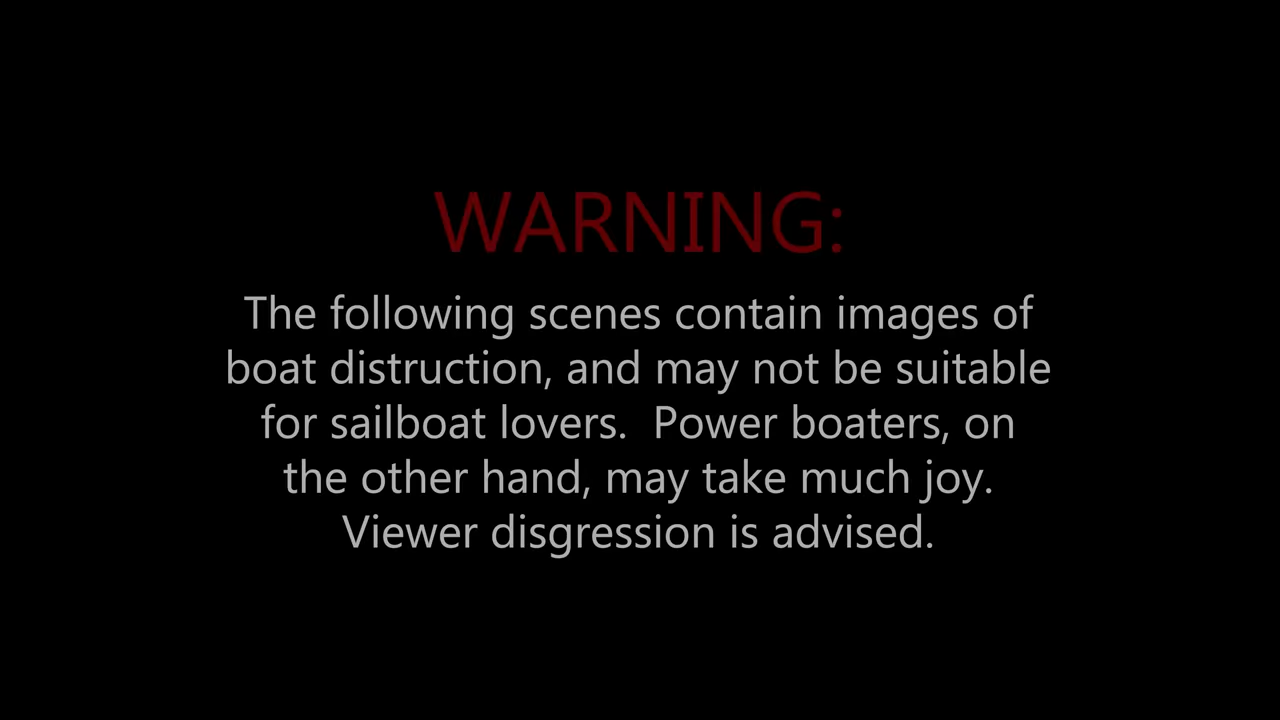 WARNING:
The following scenes contain images of
boat distruction, and may not be suitable
for sailboat lovers.  Power boaters, on
the other hand, may take much joy.
Viewer disgression is advised.